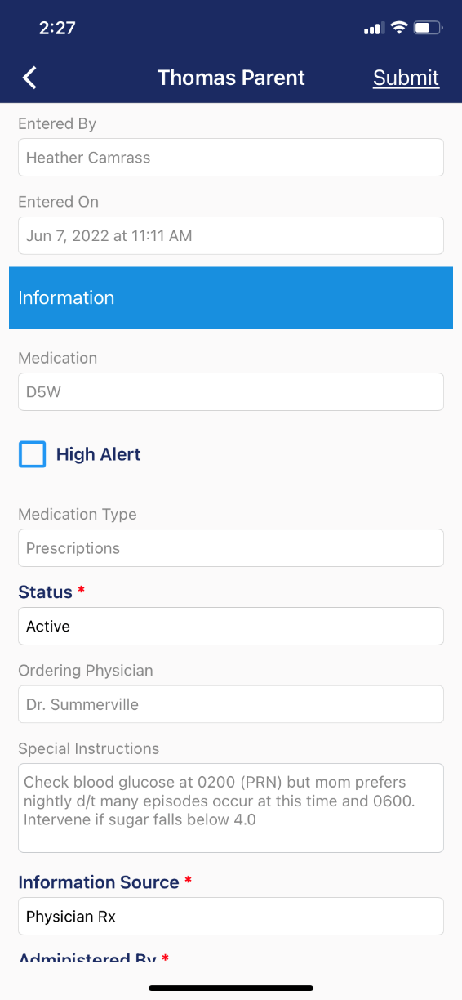 2:27
Thomas Parent
Submit
Entered By
Heather Camrass
Entered On
Jun 7, 2022 at 11:11 AM
Information
Medication
D5W
High Alert
Medication Type
Prescriptions
Status *
Active
Ordering Physician
Dr. Summerville
Special Instructions
Check blood glucose at 0200 (PRN) but mom prefers
nightly d/t many episodes occur at this time and 0600.
Intervene if sugar falls below 4.0
Information Source *
Physician Rx
Administered By *